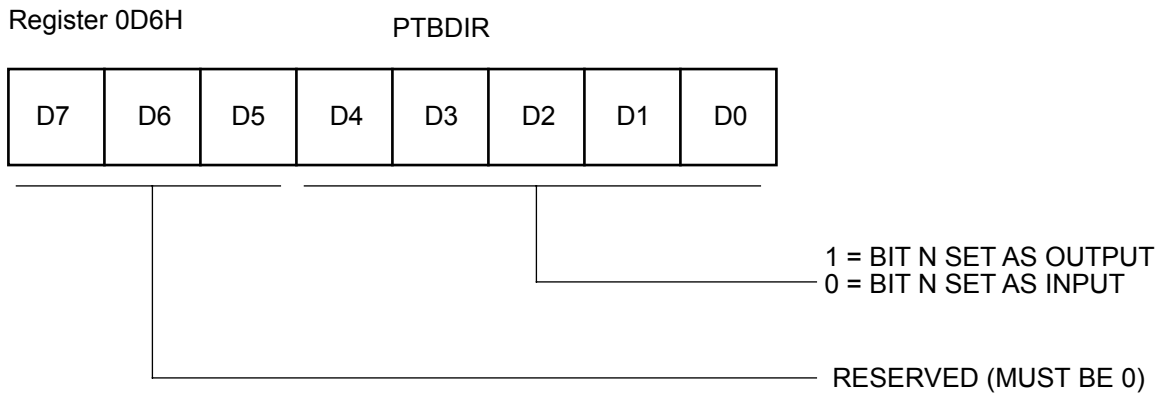 Register 0D6H
PTBDIR
D7 D6 D5 D4 D3 D2 D1 D0
1 = BIT N SET AS OUTPUT
0 = BIT N SET AS INPUT
RESERVED (MUST BE 0)